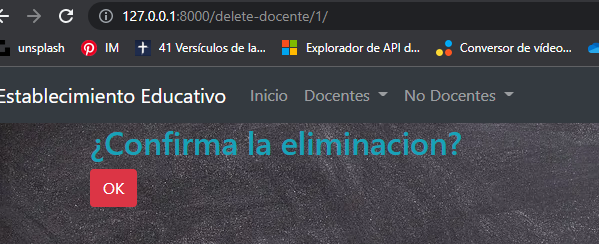 127.0.0.1:8000/delete-docente/1/
unsplash IM 41 Versículos de la... Explorador de API d... Conversor de vídeo...
Establecimiento Educativo Inicio Docentes No Docentes
¿Confirma la eliminacion?
OK